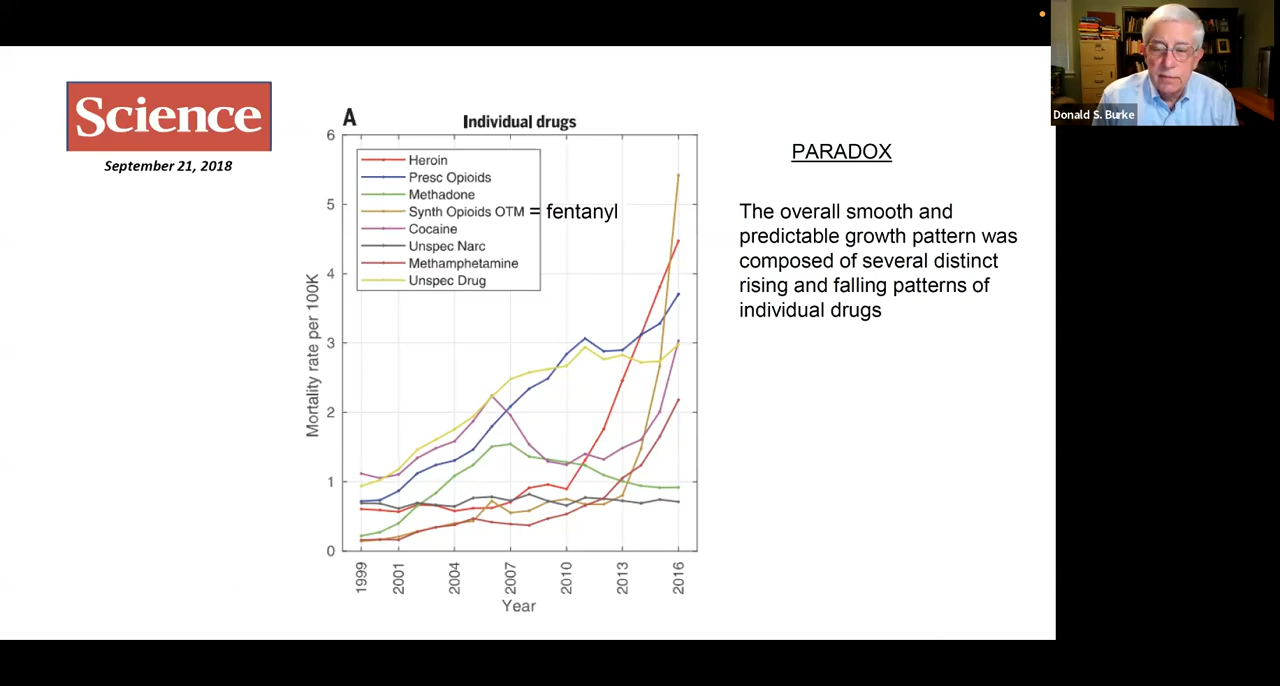 Science
September 21, 2018
A
Individual drugs
6
5
4
3
2
1
0
Mortality rate per 100K
Heroin
Presc Opioids
Methadone
Synth Opioids OTM = fentanyl
Cocaine
Unspec Narc
Methamphetamine
Unspec Drug
1999
2001
2004
2007
2010
2013
2016
Year
PARADOX
The overall smooth and
predictable growth pattern was
composed of several distinct
rising and falling patterns of
individual drugs
Donald S. Burke